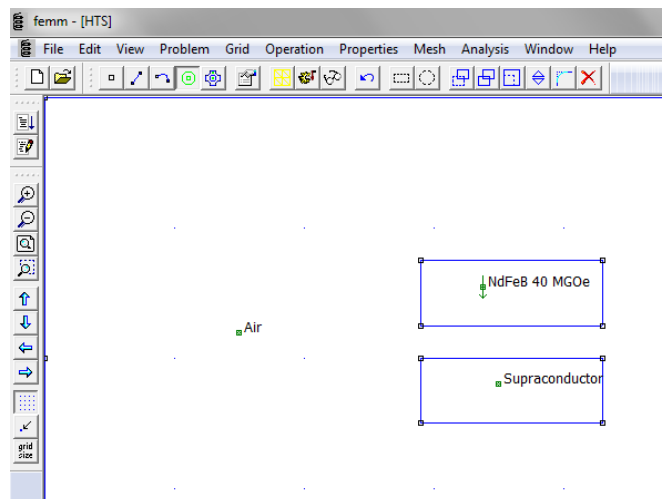 femm - [HTS]
File Edit View Problem Grid Operation Properties Mesh Analysis Window Help
NdFeB 40 MGOe
Air
Supraconductor
grid
size